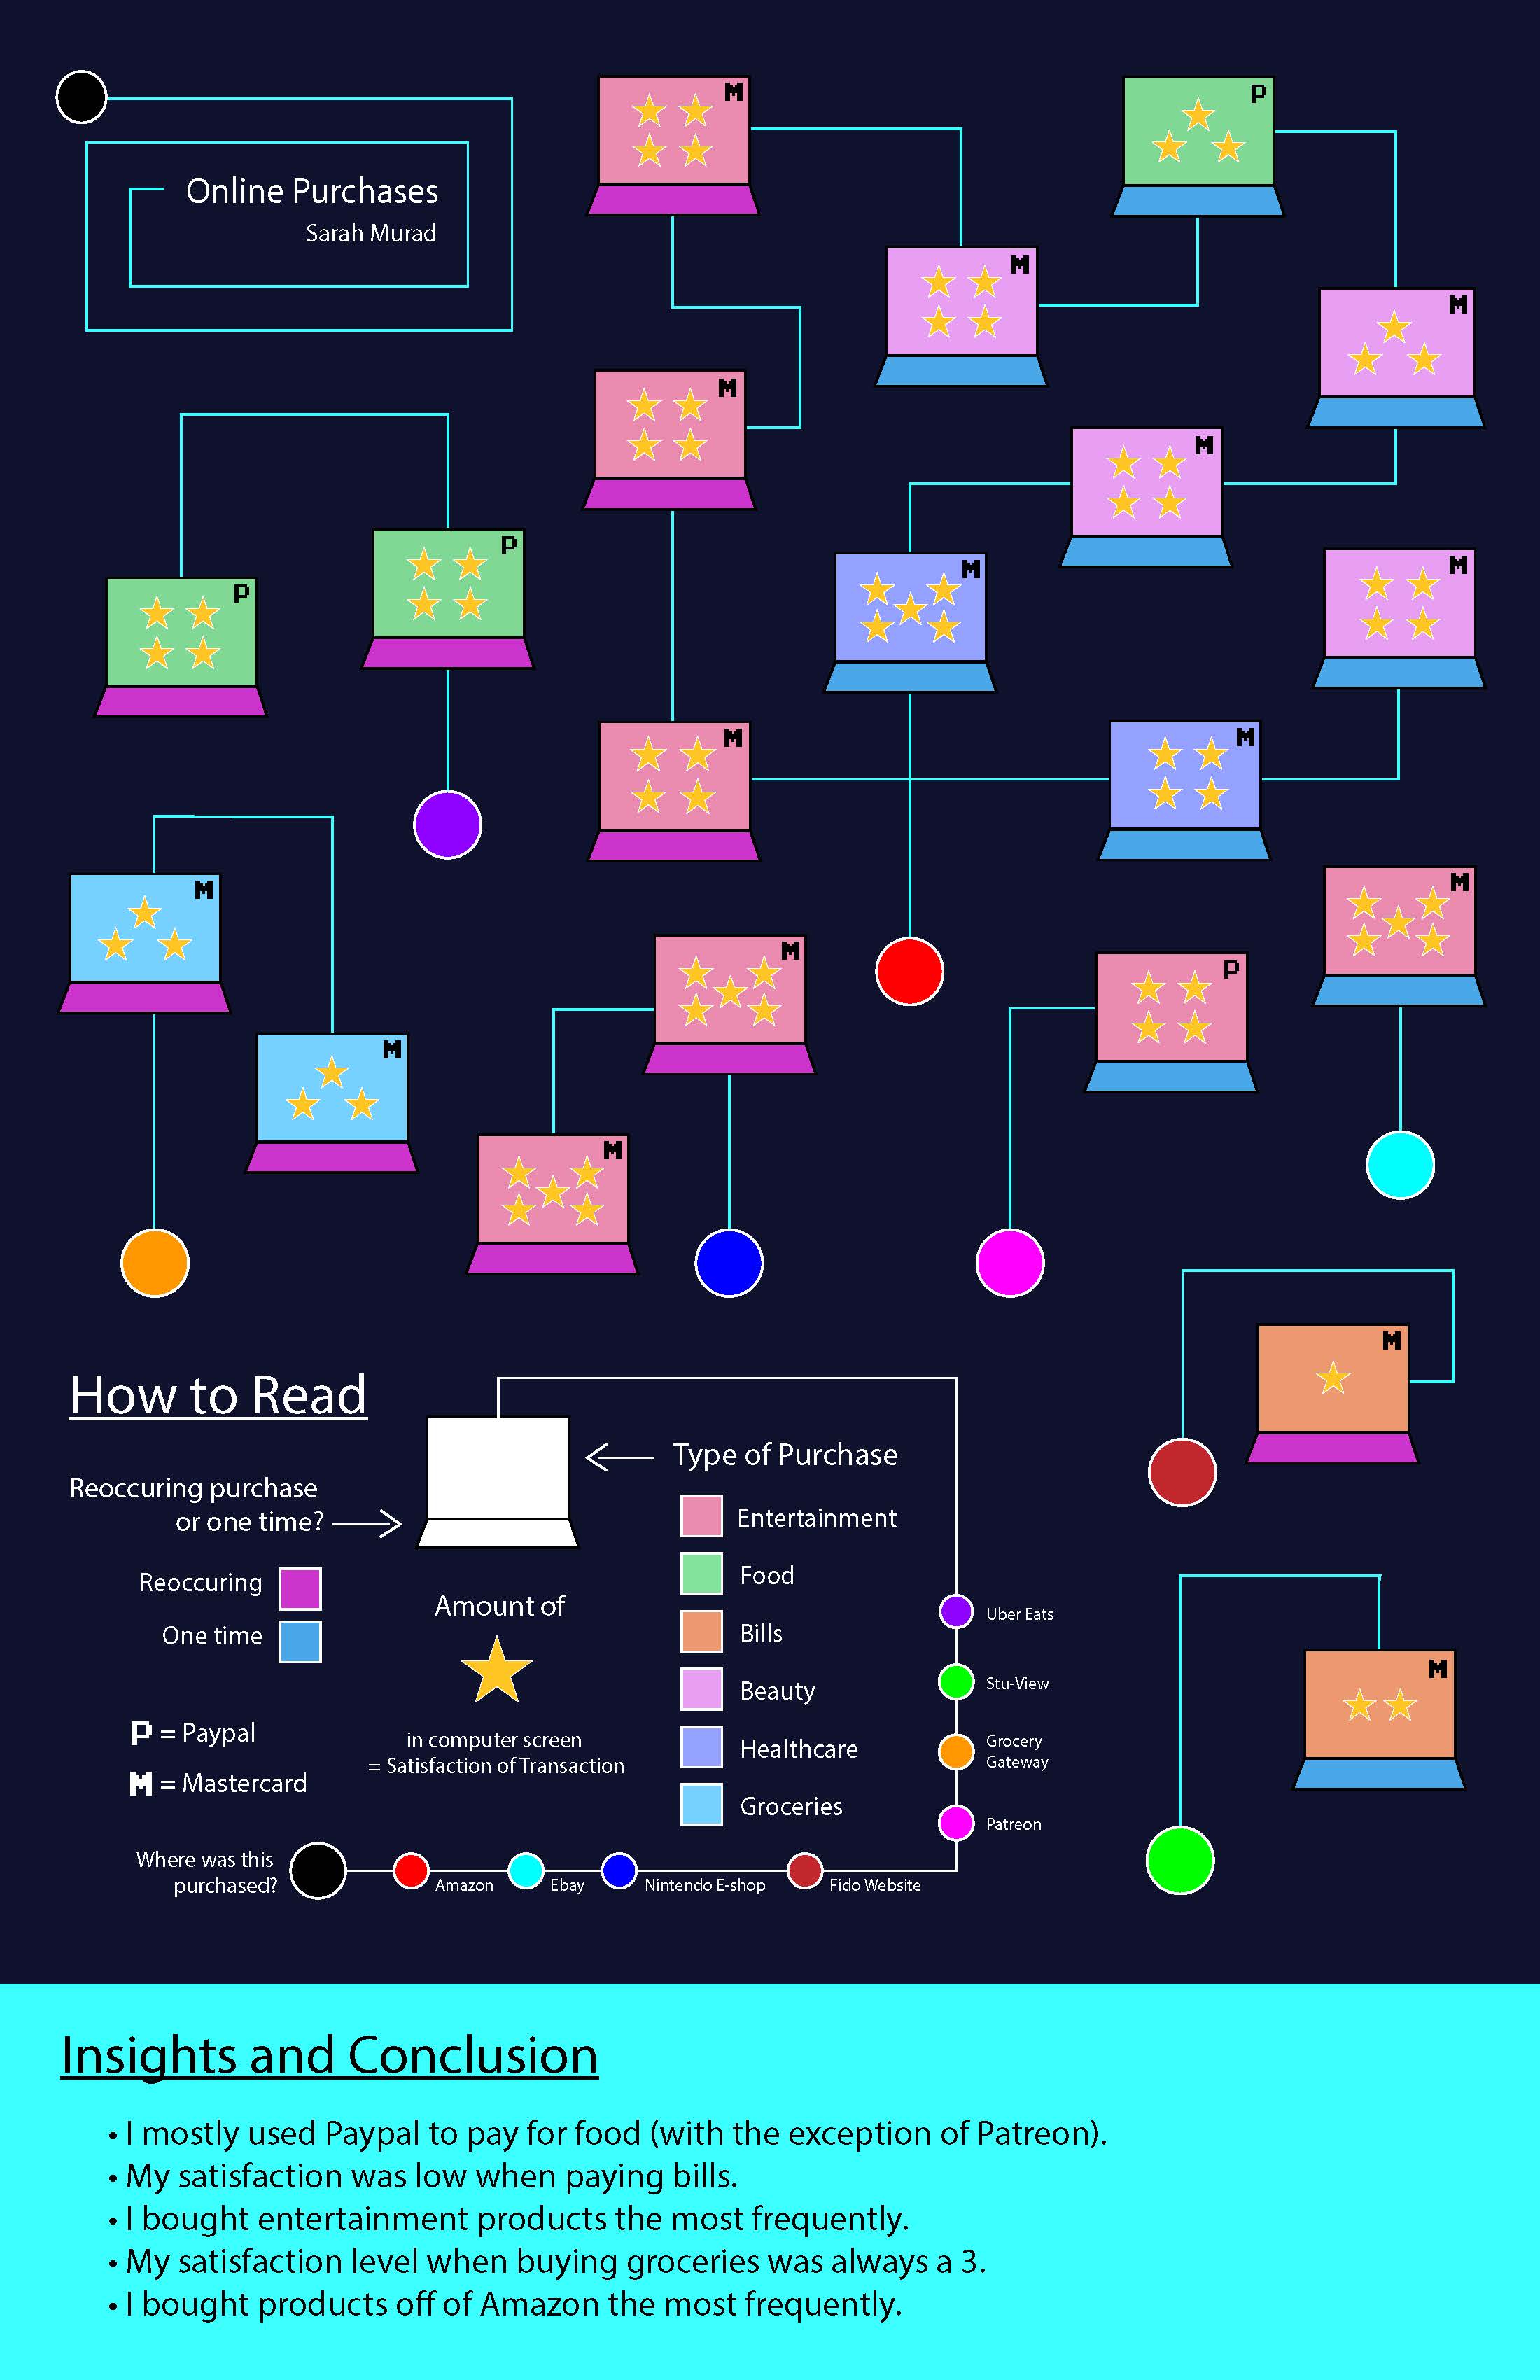 Online Purchases
Sarah Murad
M
P
M
M
M
M
P
M
M
P
M
M
M
M
M
P
M
M
M
M
How to Read
Reoccuring purchase
or one time?
Reoccuring
One time
P = Paypal
M = Mastercard
Amount of
in computer screen
= Satisfaction of Transaction
Type of Purchase
Entertainment
Food
Bills
Beauty
Healthcare
Groceries
Uber Eats
Stu-View
Grocery
Gateway
Patreon
Where was this
purchased?
Amazon
Ebay
Nintendo E-shop
Fido Website
Insights and Conclusion
• I mostly used Paypal to pay for food (with the exception of Patreon).
• My satisfaction was low when paying bills.
• I bought entertainment products the most frequently.
• My satisfaction level when buying groceries was always a 3.
• I bought products off of Amazon the most frequently.